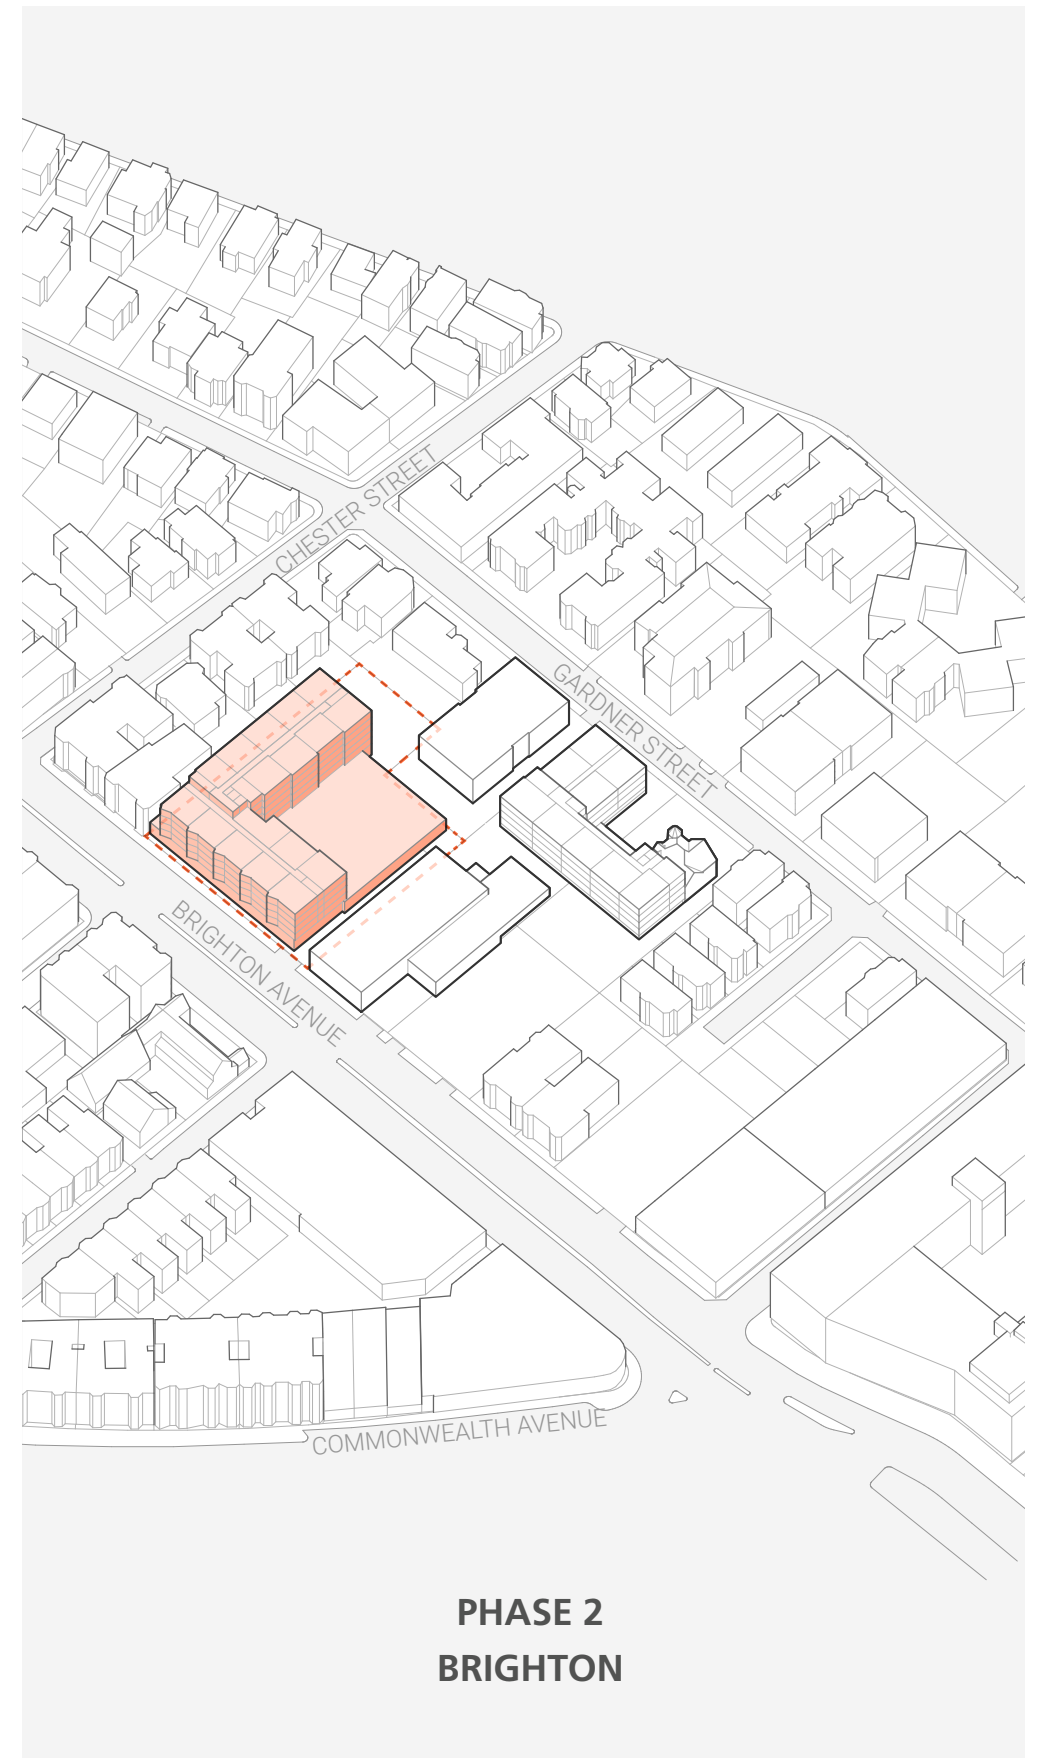 CHESTER STREET
GARDNER STREET
BRIGHTON AVENUE
COMMONWEALTH AVENUE
PHASE 2
BRIGHTON